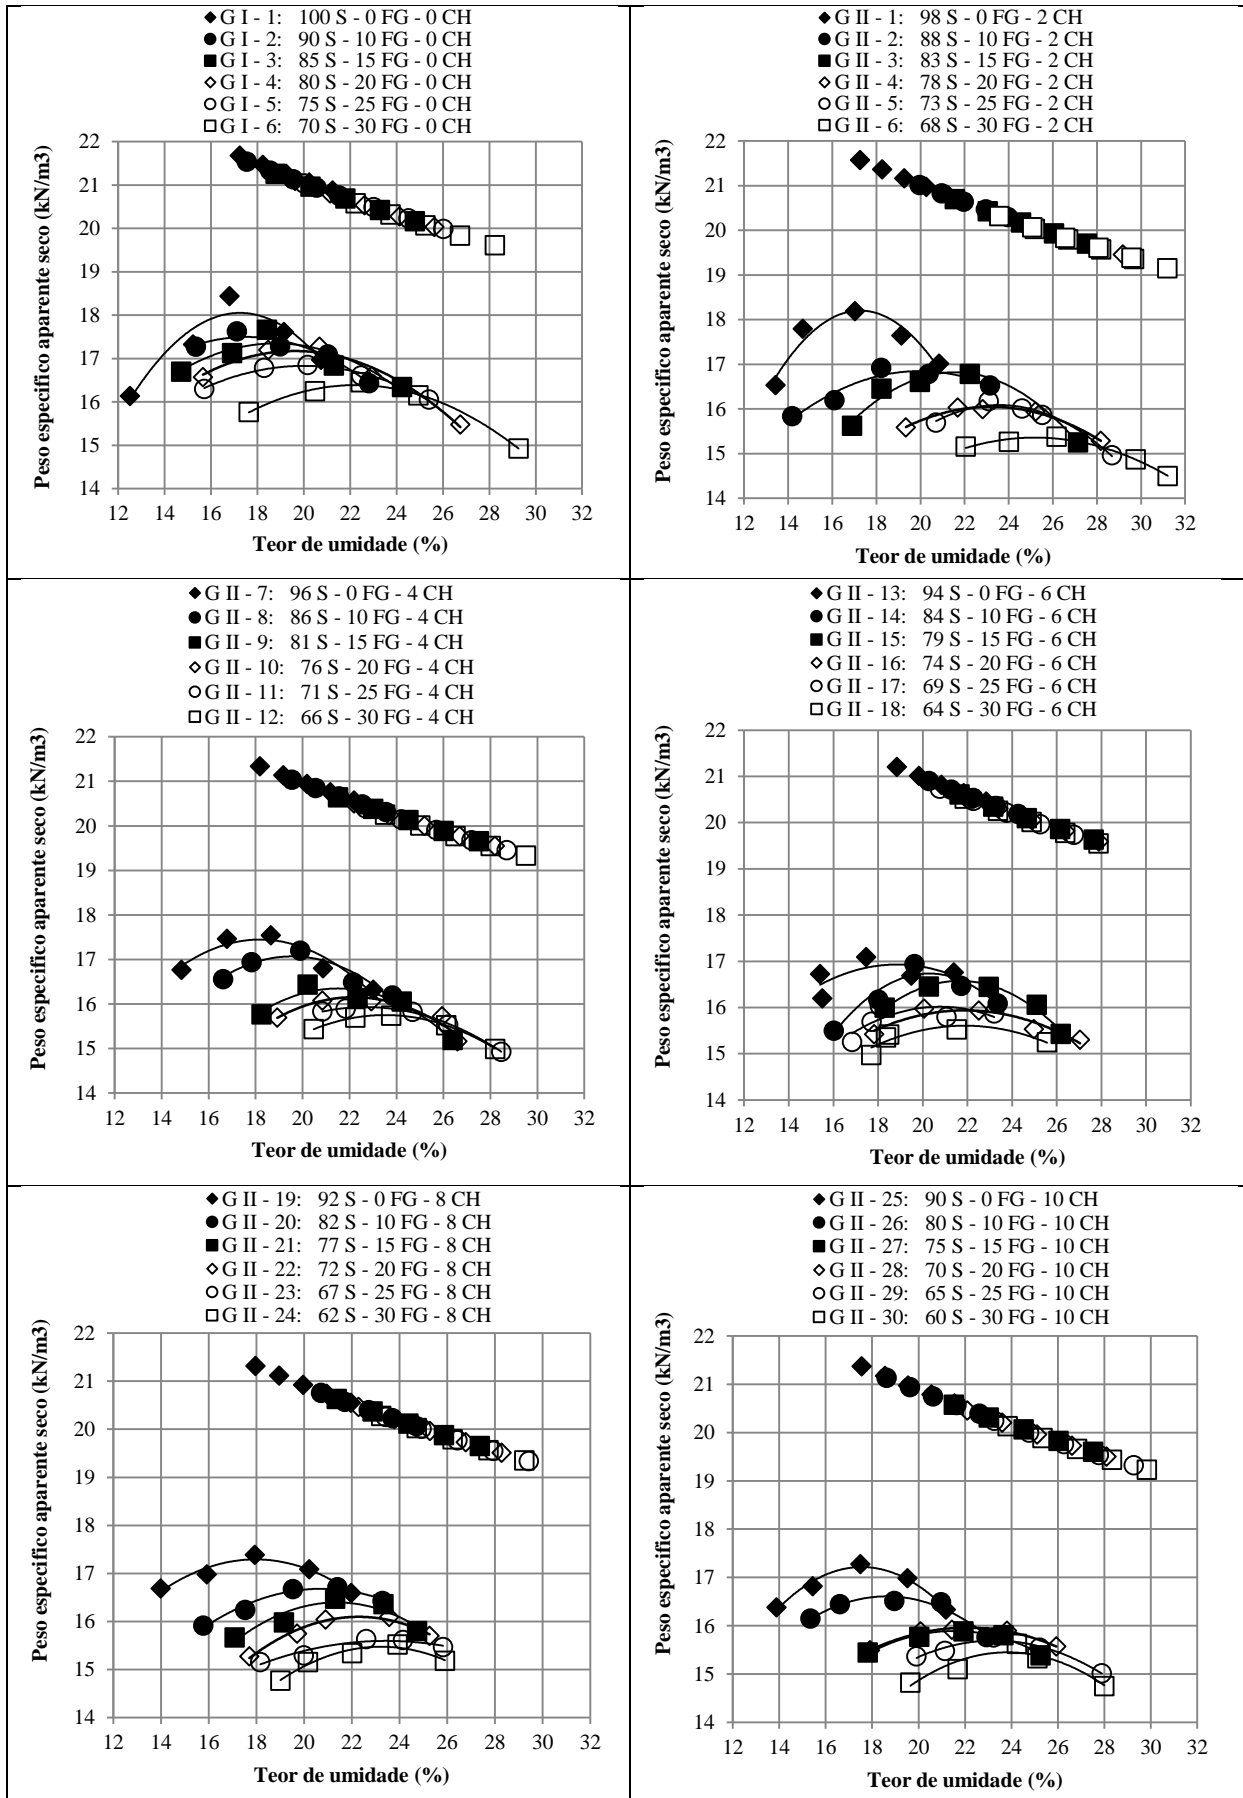 G I - 1: 100 S - 0 FG - 0 CH
G I - 2: 90 S - 10 FG - 0 CH
G I - 3: 85 S - 15 FG - 0 CH
G I - 4: 80 S - 20 FG - 0 CH
G I - 5: 75 S - 25 FG - 0 CH
G I - 6: 70 S - 30 FG - 0 CH
Peso especifico aparente seco (kN/m3)
22
21
20
19
18
17
16
15
14
12 14 16 18 20 22 24 26 28 30
Teor de umidade (%)
G II - 1: 98 S - 0 FG - 2 CH
G II - 2: 88 S - 10 FG - 2 CH
G II - 3: 83 S - 15 FG - 2 CH
G II - 4: 78 S - 20 FG - 2 CH
G II - 5: 73 S - 25 FG - 2 CH
G II - 6: 68 S - 30 FG - 2 CH
Peso especifico aparente seco (kN/m3)
22
21
20
19
18
17
16
15
14
12 14 16 18 20 22 24 26 28 30 32
Teor de umidade (%)
G II - 7: 96 S - 0 FG - 4 CH
G II - 8: 86 S - 10 FG - 4 CH
G II - 9: 81 S - 15 FG - 4 CH
G II - 10: 76 S - 20 FG - 4 CH
G II - 11: 71 S - 25 FG - 4 CH
G II - 12: 66 S - 30 FG - 4 CH
Peso especifico aparente seco (kN/m3)
22
21
20
19
18
17
16
15
14
12 14 16 18 20 22 24 26 28 30 32
Teor de umidade (%)
G II - 13: 94 S - 0 FG - 6 CH
G II - 14: 84 S - 10 FG - 6 CH
G II - 15: 79 S - 15 FG - 6 CH
G II - 16: 74 S - 20 FG - 6 CH
G II - 17: 69 S - 25 FG - 6 CH
G II - 18: 64 S - 30 FG - 6 CH
Peso especifico aparente seco (kN/m3)
22
21
20
19
18
17
16
15
14
12 14 16 18 20 22 24 26 28 30 32
Teor de umidade (%)
G II - 19: 92 S - 0 FG - 8 CH
G II - 20: 82 S - 10 FG - 8 CH
G II - 21: 77 S - 15 FG - 8 CH
G II - 22: 72 S - 20 FG - 8 CH
G II - 23: 67 S - 25 FG - 8 CH
G II - 24: 62 S - 30 FG - 8 CH
Peso especifico aparente seco (kN/m3)
22
21
20
19
18
17
16
15
14
12 14 16 18 20 22 24 26 28 30 32
Teor de umidade (%)
G II - 25: 90 S - 0 FG - 10 CH
G II - 26: 80 S - 10 FG - 10 CH
G II - 27: 75 S - 15 FG - 10 CH
G II - 28: 70 S - 20 FG - 10 CH
G II - 29: 65 S - 25 FG - 10 CH
G II - 30: 60 S - 30 FG - 10 CH
Peso especifico aparente seco (kN/m3)
22
21
20
19
18
17
16
15
14
12 14 16 18 20 22 24 26 28 30 32
Teor de umidade (%)